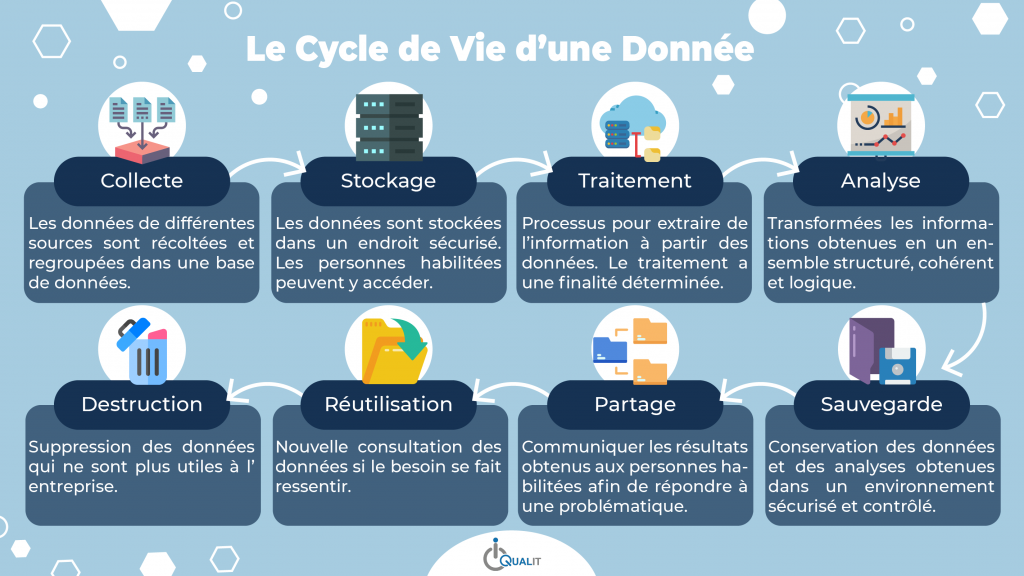 Le Cycle de Vie d’une Donnée
Collecte
Les données de différentes
sources sont récoltées et
regroupées dans une base
de données.
Stockage
Les données sont stockées
dans un endroit sécurisé.
Les personnes habilitées
peuvent y accéder.
Traitement
Processus pour extraire de
l’information à partir des
données. Le traitement a
une finalité déterminée.
Analyse
Transformées les informa-
tions obtenues en un en-
semble structuré, cohérent
et logique.
Sauvegarde
Conservation des données
et des analyses obtenues
dans un environnement
sécurisé et contrôlé.
Partage
Communiquer les résultats
obtenus aux personnes ha-
bilitées afin de répondre à
une problématique.
Réutilisation
Nouvelle consultation des
données si le besoin se fait
ressentir.
Destruction
Suppression des données
qui ne sont plus utiles à l’
entreprise.
QUALIT